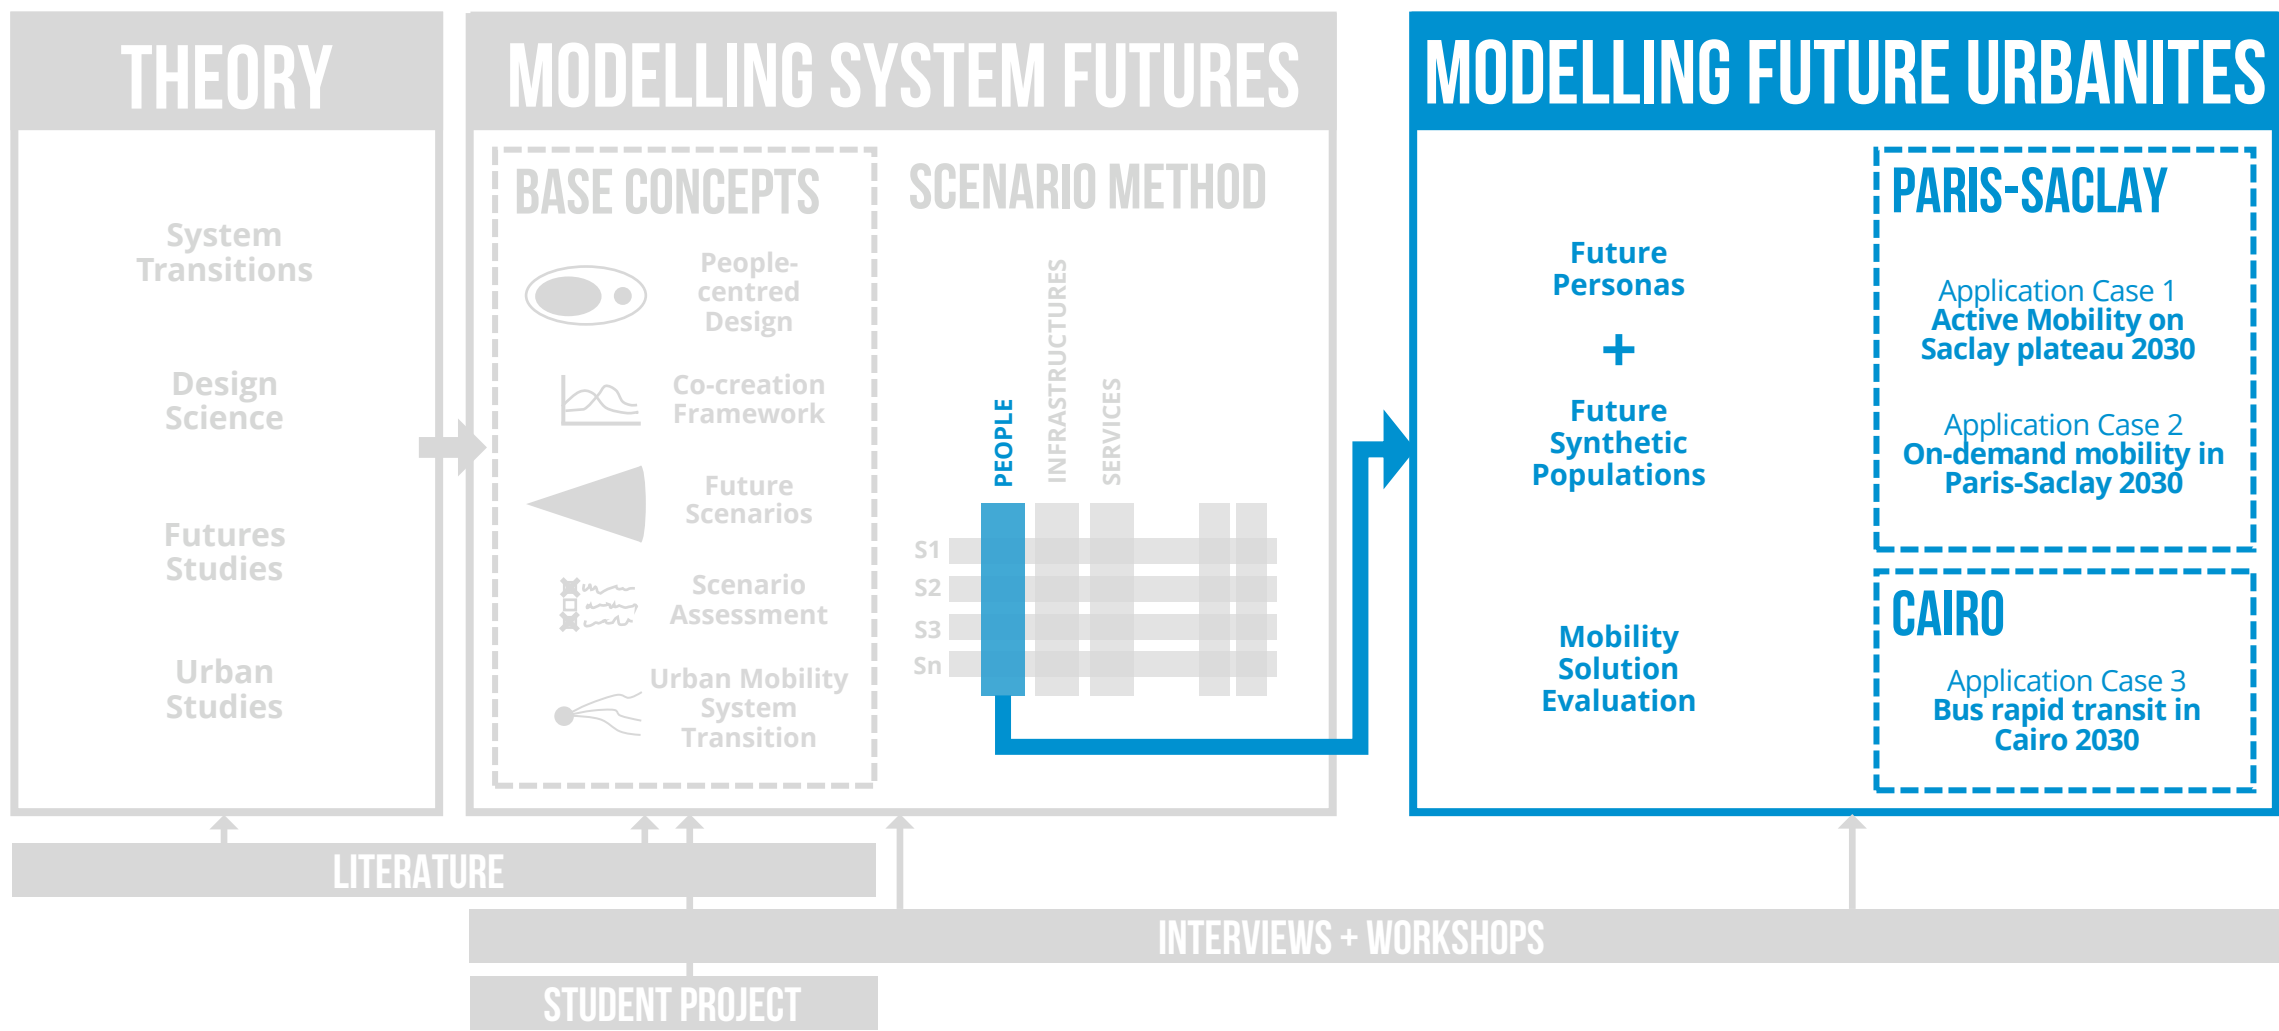 THEORY
System
Transitions
Design
Science
Futures
Studies
Urban
Studies
MODELLING SYSTEM FUTURES
BASE CONCEPTS
People-
centred
Design
Co-creation
Framework
Future
Scenarios
Scenario
Assessment
Urban Mobility
System
Transition
SCENARIO METHOD
PEOPLE
INFRASTRUCTURES
SERVICES
S1
S2
S3
Sn
MODELLING FUTURE URBANITES
Future
Personas
+
Future
Synthetic
Populations
Mobility
Solution
Evaluation
PARIS-SACLAY
Application Case 1
Active Mobility on
Saclay plateau 2030
Application Case 2
On-demand mobility in
Paris-Saclay 2030
CAIRO
Application Case 3
Bus rapid transit in
Cairo 2030
LITERATURE
INTERVIEWS + WORKSHOPS
STUDENT PROJECT